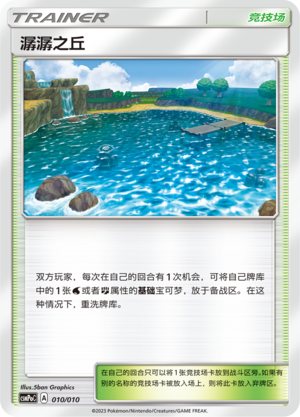 TRAINER
竞技场
潺潺之丘
双方玩家，每次在自己的回合有1次机会，可将自己牌库
中的1张或者属性的基础宝可梦，放于备战区。在这
种情况下，重洗牌库。
在自己回合只可以将1张竞技场卡放到战斗区旁。如果有
别的名称的竞技场卡被放入场上，则将此卡放入弃牌区。
Illus.5ban Graphics
CSMPaC A 010/010
©2023 Pokémon/Nintendo/Creatures/GAME FREAK.